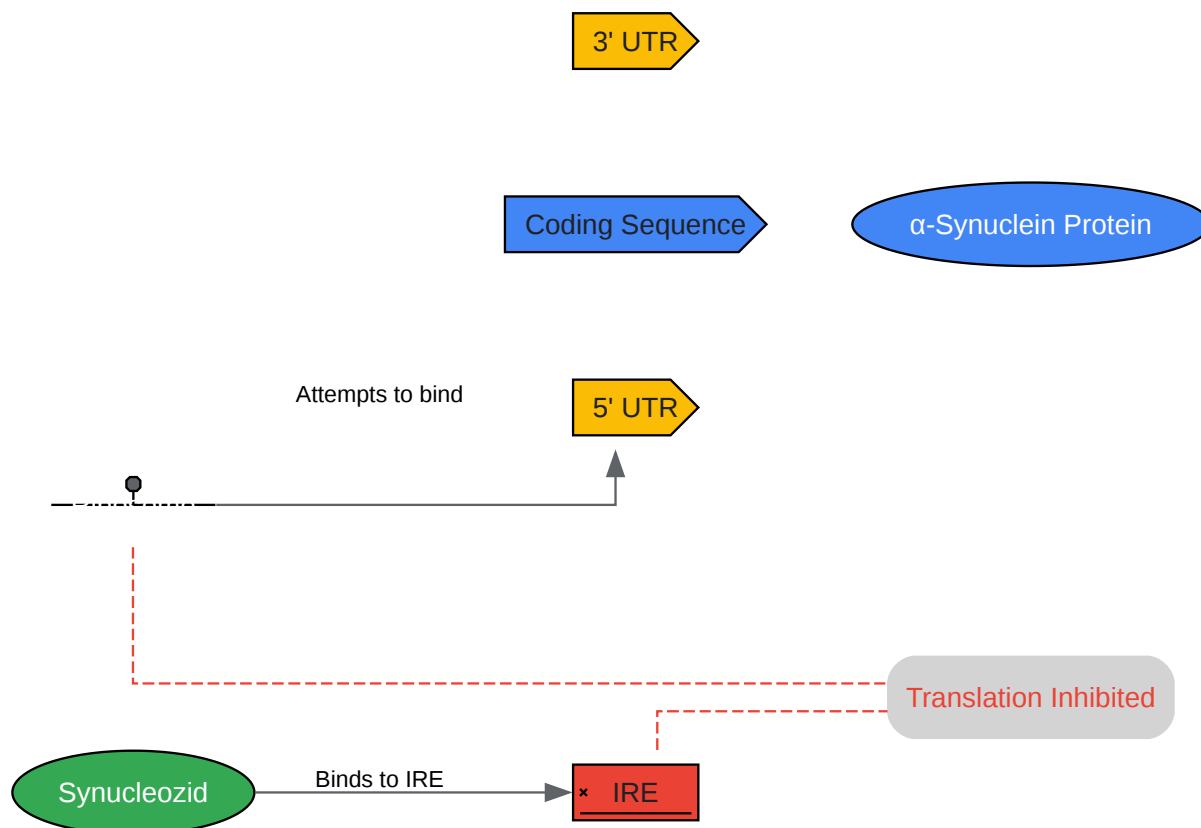 3' UTR
Coding Sequence
α-Synuclein Protein
Attempts to bind
5' UTR
Translation Inhibited
Synucleozid
Binds to IRE
IRE